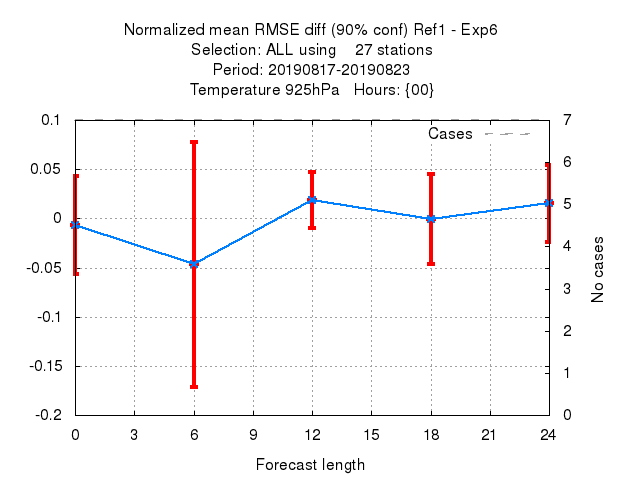 Normalized mean RMSE diff (90% conf) Ref1 - Exp6
Selection: ALL using    27 stations
Period: 20190817-20190823
Temperature 925hPa   Hours: {00}
Cases
0.1
0.05
0
-0.05
-0.1
-0.15
-0.2
7
6
5
4
3
2
1
0
No cases
0 3 6 9 12 15 18 21 24
Forecast length